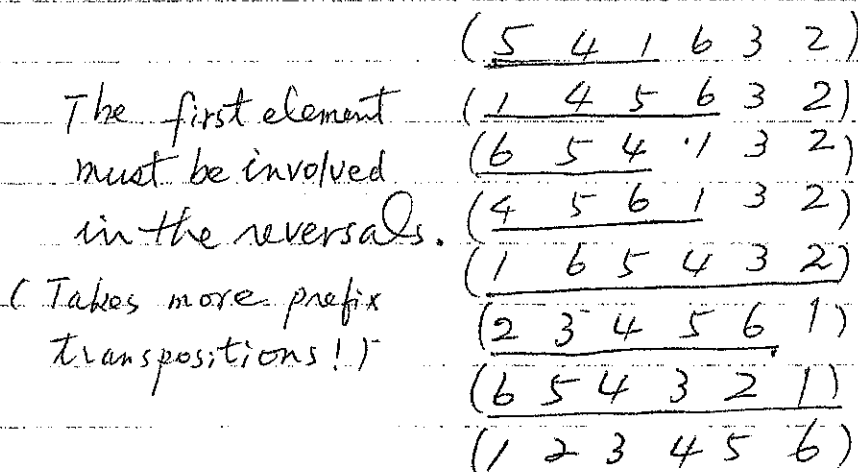 (5 4 1 6 3 2)
The first element (1 4 5 6 3 2)
must be involved (6 5 4 1 3 2)
in the reversals. (4 5 6 1 3 2)
(1 6 5 4 3 2)
(Takes more prefix
transpositions!) (2 3 4 5 6 1)
(6 5 4 3 2 1)
(1 2 3 4 5 6)